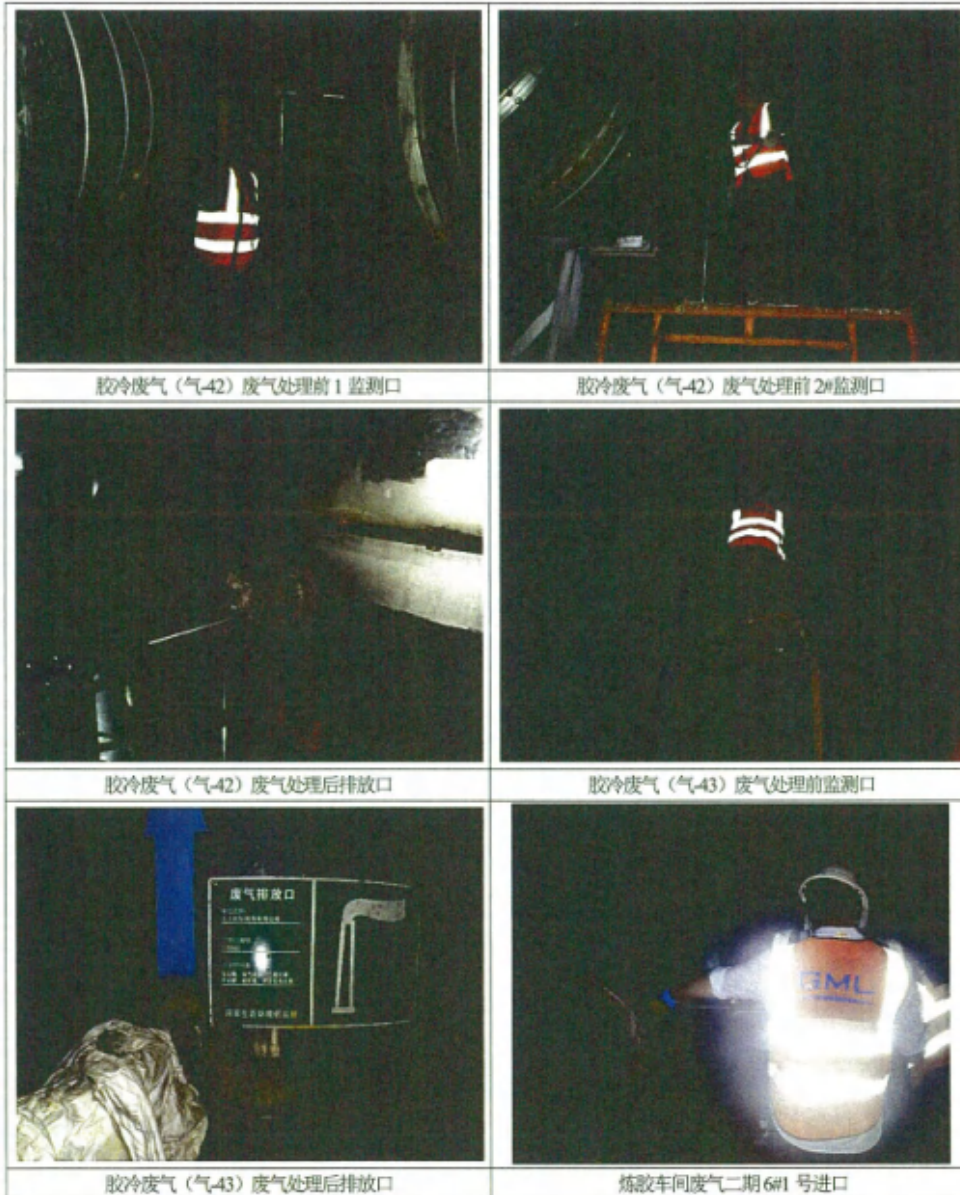 胶冷废气（气-42）废气处理前1监测口
胶冷废气（气-42）废气处理前2#监测口
胶冷废气（气-42）废气处理后排放口
胶冷废气（气-43）废气处理前监测口
废气排放口
GML
胶冷废气（气-43）废气处理后排放口
炼胶车间废气二期6#1号进口